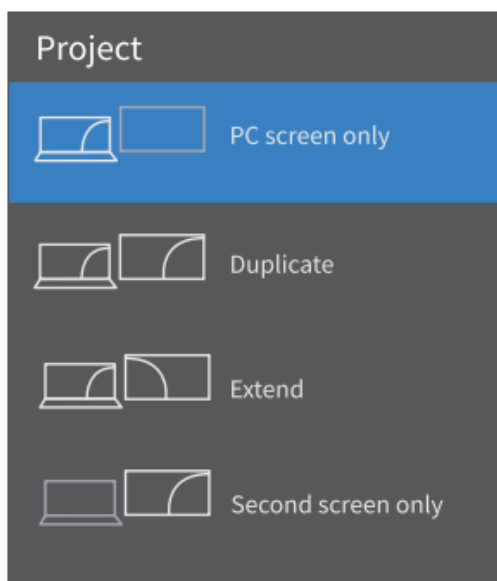 Project
PC screen only
Duplicate
Extend
Second screen only